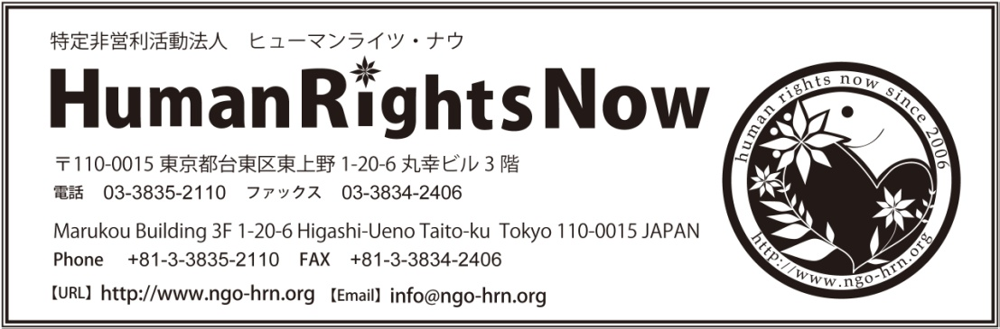 特定非営利活動法人　ヒューマンライツ・ナウ
Human Rights Now
〒110-0015 東京都台東区東上野 1-20-6 丸幸ビル 3 階
電話　03-3835-2110　ファックス　03-3834-2406
Marukou Building 3F 1-20-6 Higashi-Ueno Taito-ku Tokyo 110-0015 JAPAN
Phone　+81-3-3835-2110　FAX　+81-3-3834-2406
【URL】http://www.ngo-hrn.org 【Email】info@ngo-hrn.org
human rights now since 2006
http://www.ngo-hrn.org